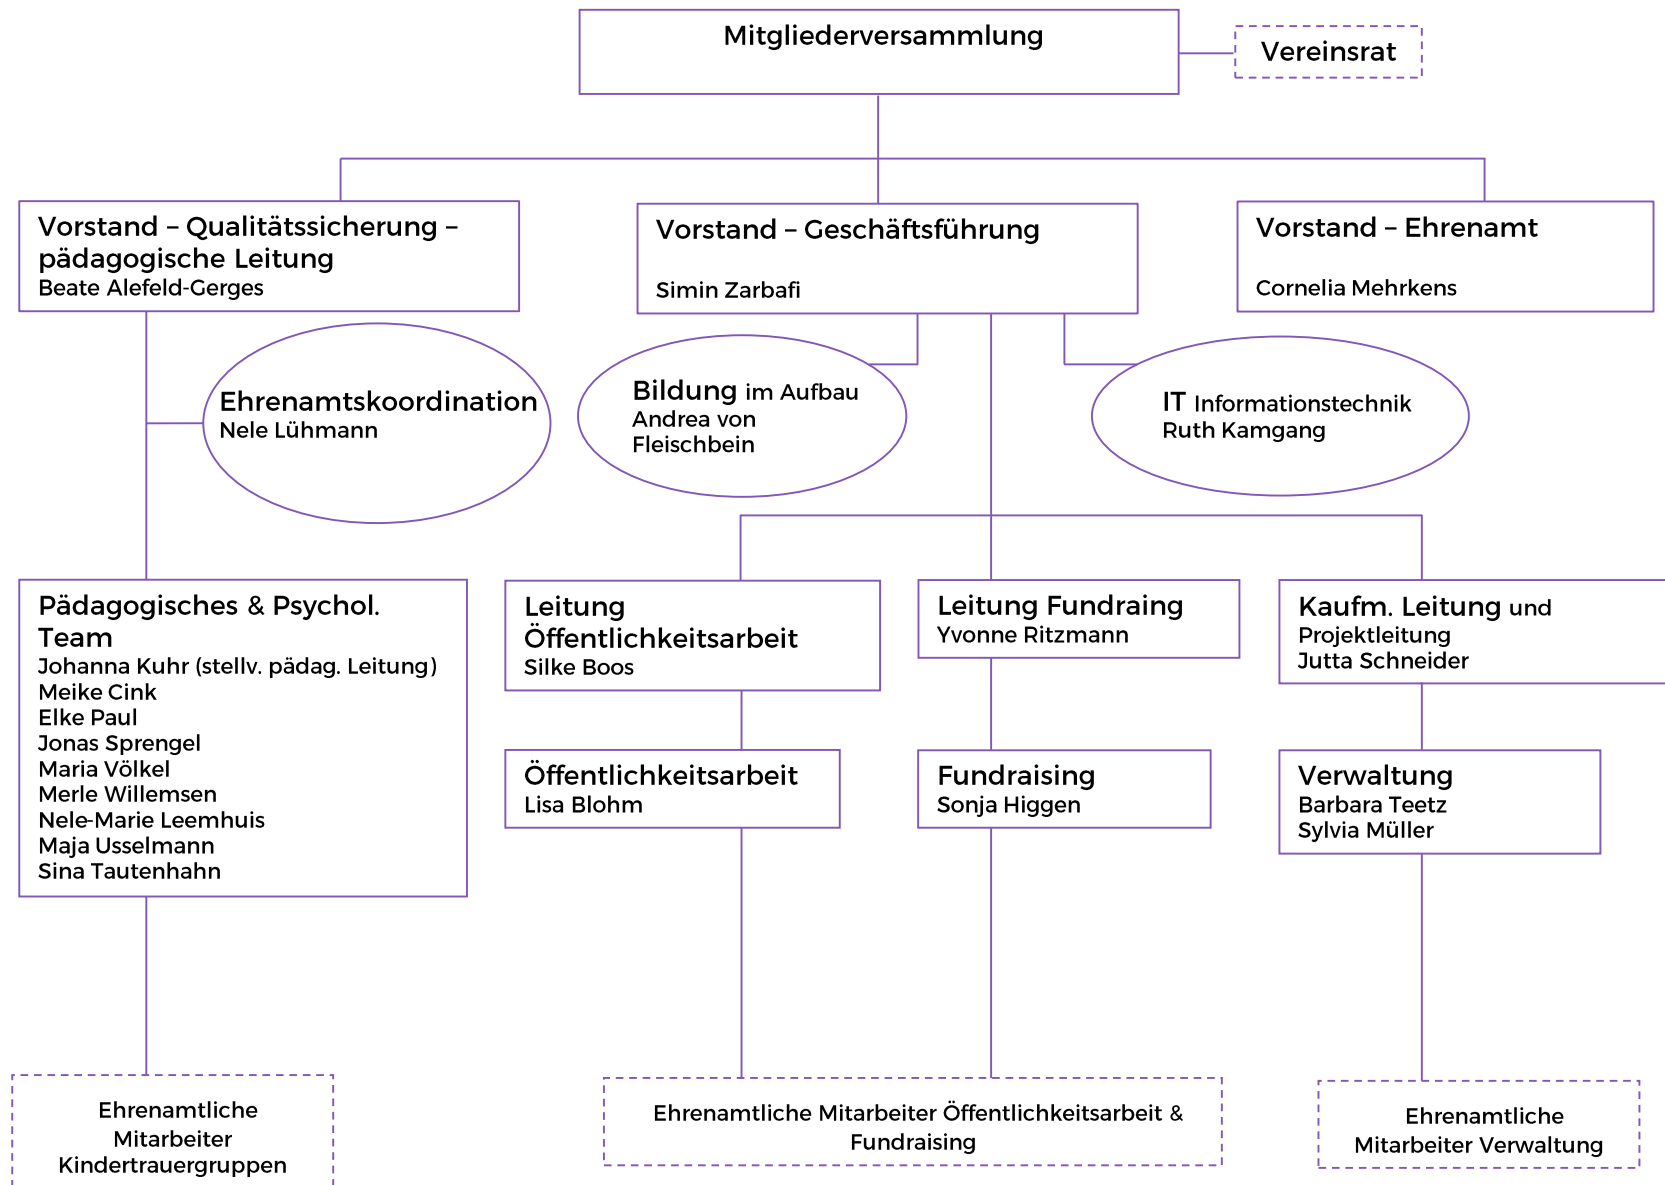 Mitgliederversammlung
Vereinsrat
Vorstand – Qualitätssicherung –
pädagogische Leitung
Beate Alefeld-Gerges
Vorstand – Geschäftsführung
Simin Zarbafi
Vorstand – Ehrenamt
Cornelia Mehrkens
Ehrenamtskoordination
Nele Lühmann
Bildung im Aufbau
Andrea von
Fleischbein
IT Informationstechnik
Ruth Kamgang
Pädagogisches & Psychol.
Team
Johanna Kuhr (stellv. pädag. Leitung)
Meike Cink
Elke Paul
Jonas Sprengel
Maria Völkel
Merle Willemsen
Nele-Marie Leemhuis
Maja Usselmann
Sina Tautenhahn
Leitung
Öffentlichkeitsarbeit
Silke Boos
Leitung Fundraing
Yvonne Ritzmann
Kaufm. Leitung und
Projektleitung
Jutta Schneider
Öffentlichkeitsarbeit
Lisa Blohm
Fundraising
Sonja Higgen
Verwaltung
Barbara Teetz
Sylvia Müller
Ehrenamtliche
Mitarbeiter
Kindertrauergruppen
Ehrenamtliche Mitarbeiter Öffentlichkeitsarbeit &
Fundraising
Ehrenamtliche
Mitarbeiter Verwaltung